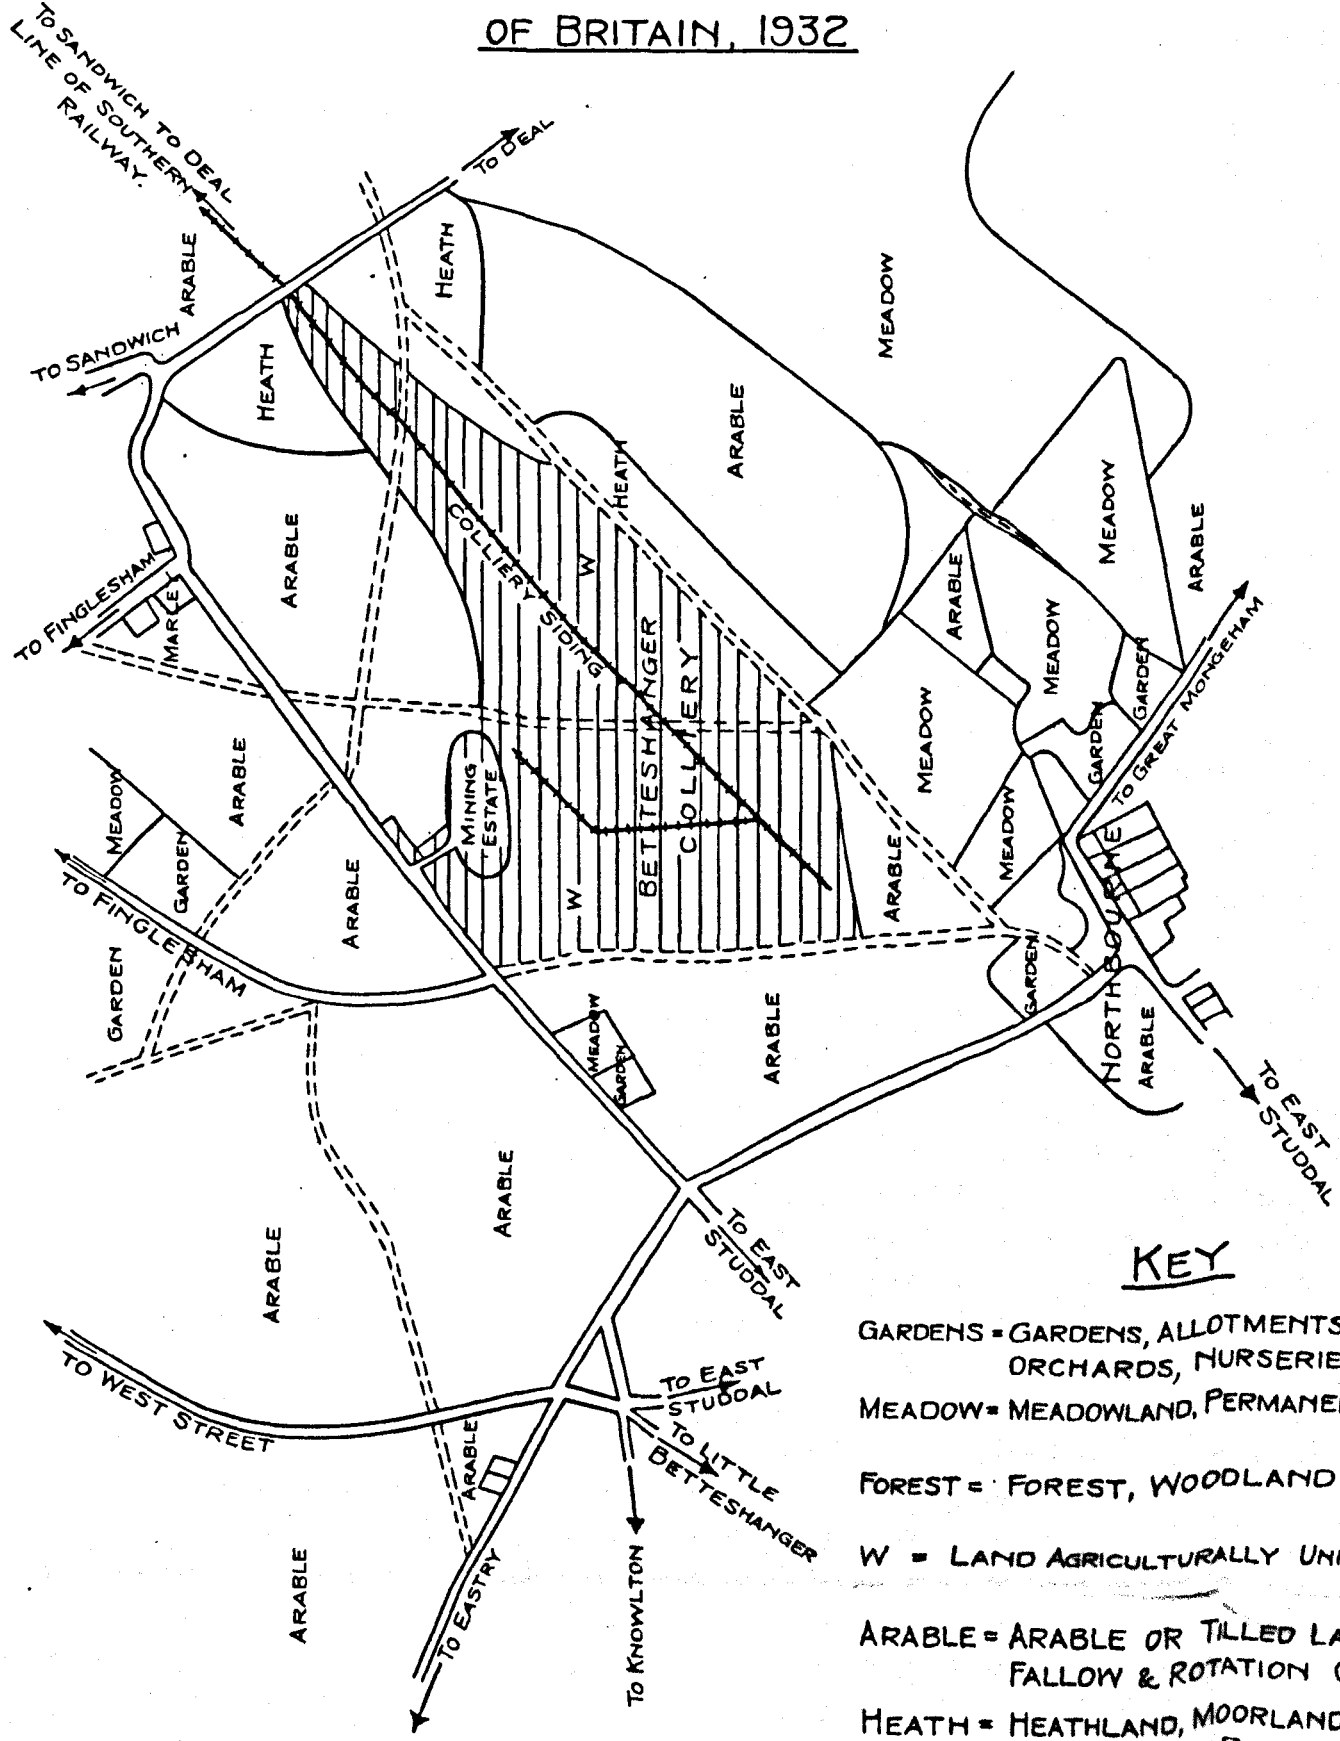 OF BRITAIN, 1932
TO SANDWICH TO DEAL
LINE OF SOUTHERN
RAILWAY.
TO DEAL
ARABLE
HEATH
TO SANDWICH
HEATH
MEADOW
ARABLE
HEATH
MEADOW
ARABLE
ARABLE
COLLIERY SIDING
W
TO FINGLESHAM
MARLE
ARABLE
MEADOW
GARDEN
GARDEN
TO GREAT MONGEHAM
BETTESHANGER
COLLIERY
MEADOW
MEADOW
ARABLE
MINING
ESTATE
MEADOW
GARDEN
ARABLE
ARABLE
W
ARABLE
TO FINGLESHAM
GARDEN
NORTHBOURNE
GARDEN
ARABLE
MEADOW
GARDEN
ARABLE
TO EAST
STUDDAL
ARABLE
ARABLE
TO EAST
STUDDAL
TO WEST STREET
TO EAST
STUDDAL
TO LITTLE
BETTESHANGER
ARABLE
ARABLE
TO EASTRY
TO KNOWLTON
KEY
GARDENS = GARDENS, ALLOTMENTS
ORCHARDS, NURSERIE
MEADOW = MEADOWLAND, PERMANE
FOREST = FOREST, WOODLAND
W = LAND AGRICULTURALLY UN
ARABLE = ARABLE OR TILLED LA
FALLOW & ROTATION
HEATH = HEATHLAND, MOORLAND